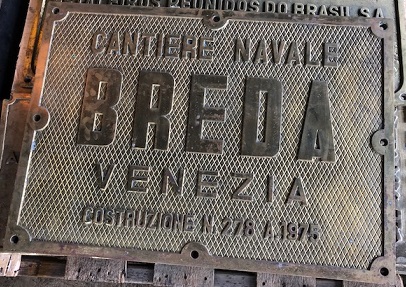 REUNIDOS DO BRASIL S.A.
CANTIERE NAVALE
BREDA
VENEZIA
COSTRUZIONE N.278 A.1975